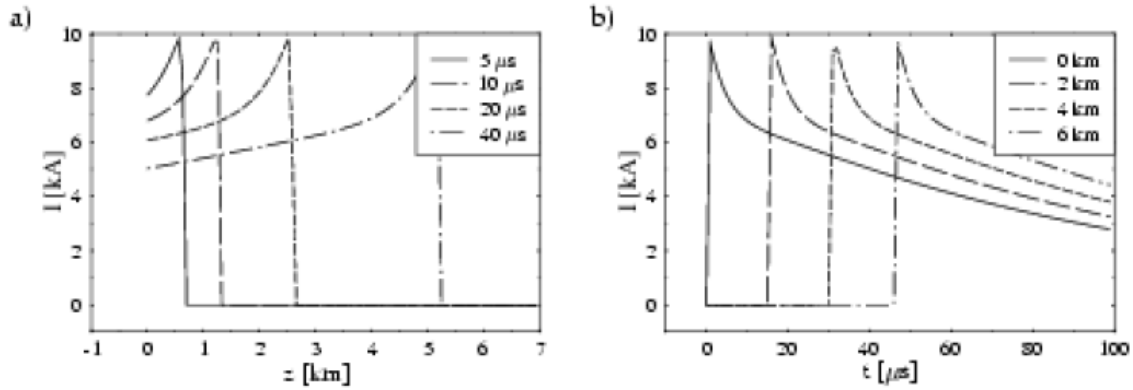 a)
10
8
6
4
2
0
I [kA]
-1 0 1 2 3 4 5 6 7
z [km]
5 μs
10 μs
20 μs
40 μs
b)
10
8
6
4
2
0
I [kA]
0 20 40 60 80 100
t [μs]
0 km
2 km
4 km
6 km